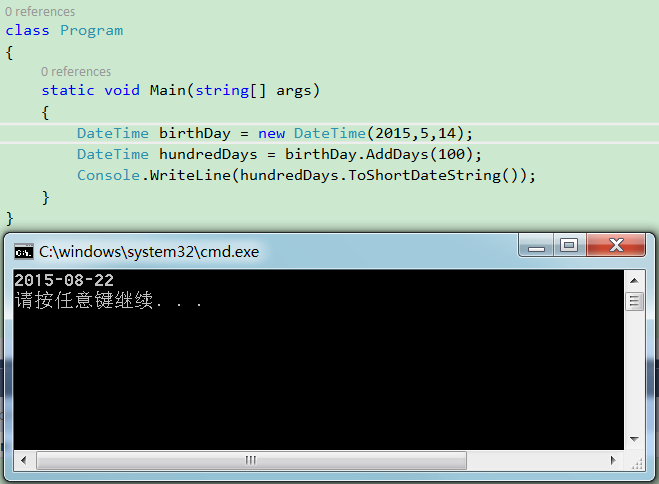 0 references
class Program
{
0 references
static void Main(string[] args)
{
DateTime birthDay = new DateTime(2015,5,14);
DateTime hundredDays = birthDay.AddDays(100);
Console.WriteLine(hundredDays.ToShortDateString());
}
}
C:\windows\system32\cmd.exe
2015-08-22
请按任意键继续. . .